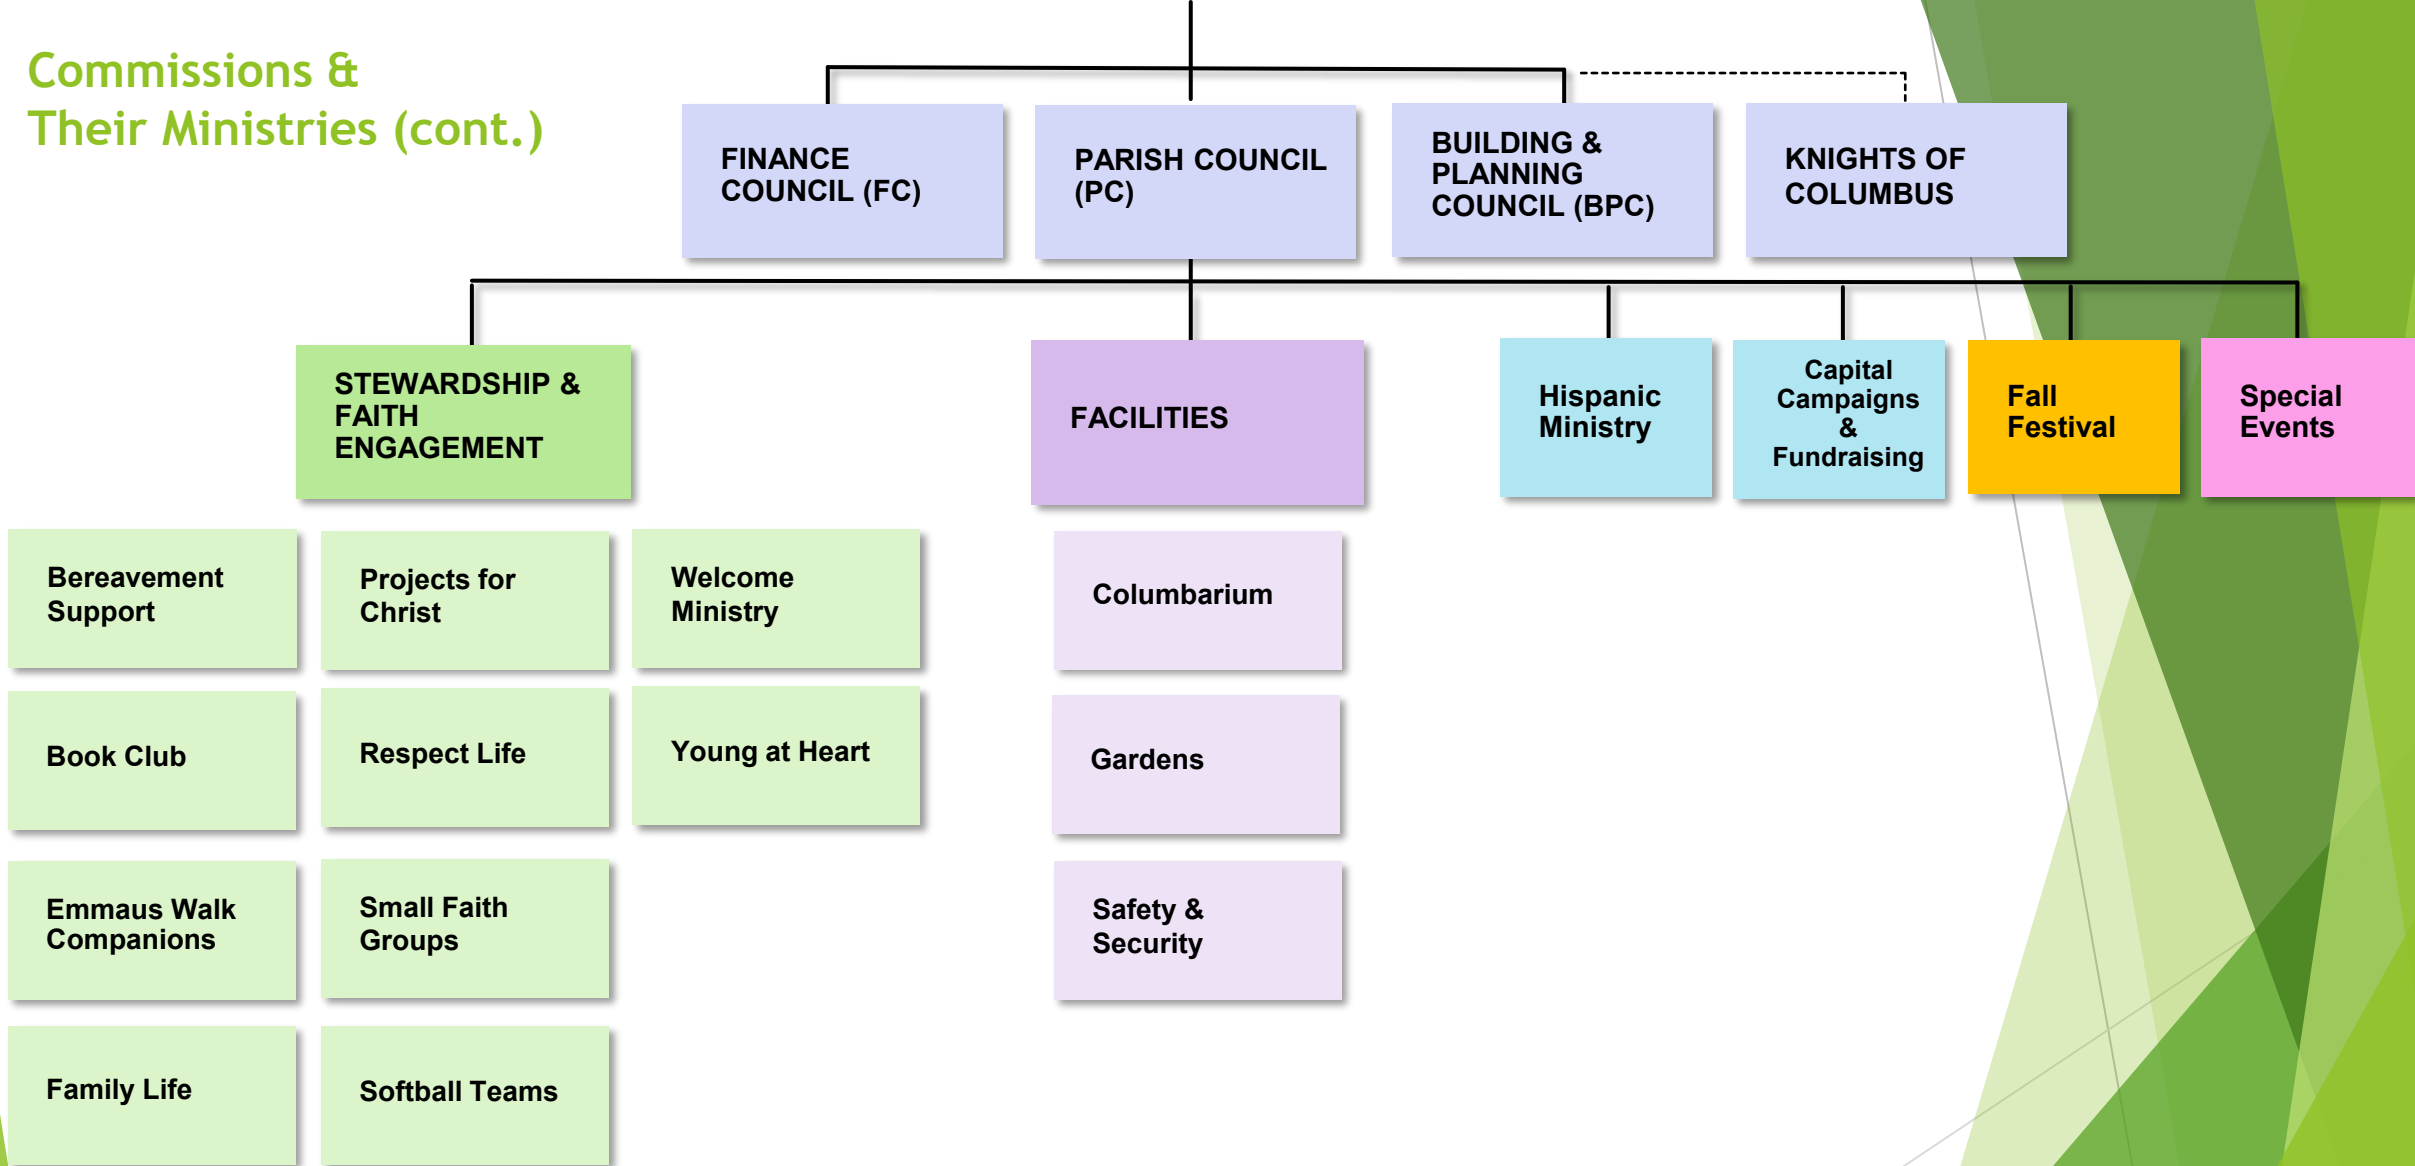 Commissions &
Their Ministries (cont.)
FINANCE
COUNCIL (FC)
PARISH COUNCIL
(PC)
BUILDING &
PLANNING
COUNCIL (BPC)
KNIGHTS OF
COLUMBUS
STEWARDSHIP &
FAITH
ENGAGEMENT
FACILITIES
Hispanic
Ministry
Capital
Campaigns
&
Fundraising
Fall
Festival
Special
Events
Bereavement
Support
Projects for
Christ
Welcome
Ministry
Columbarium
Book Club
Respect Life
Young at Heart
Gardens
Emmaus Walk
Companions
Small Faith
Groups
Safety &
Security
Family Life
Softball Teams